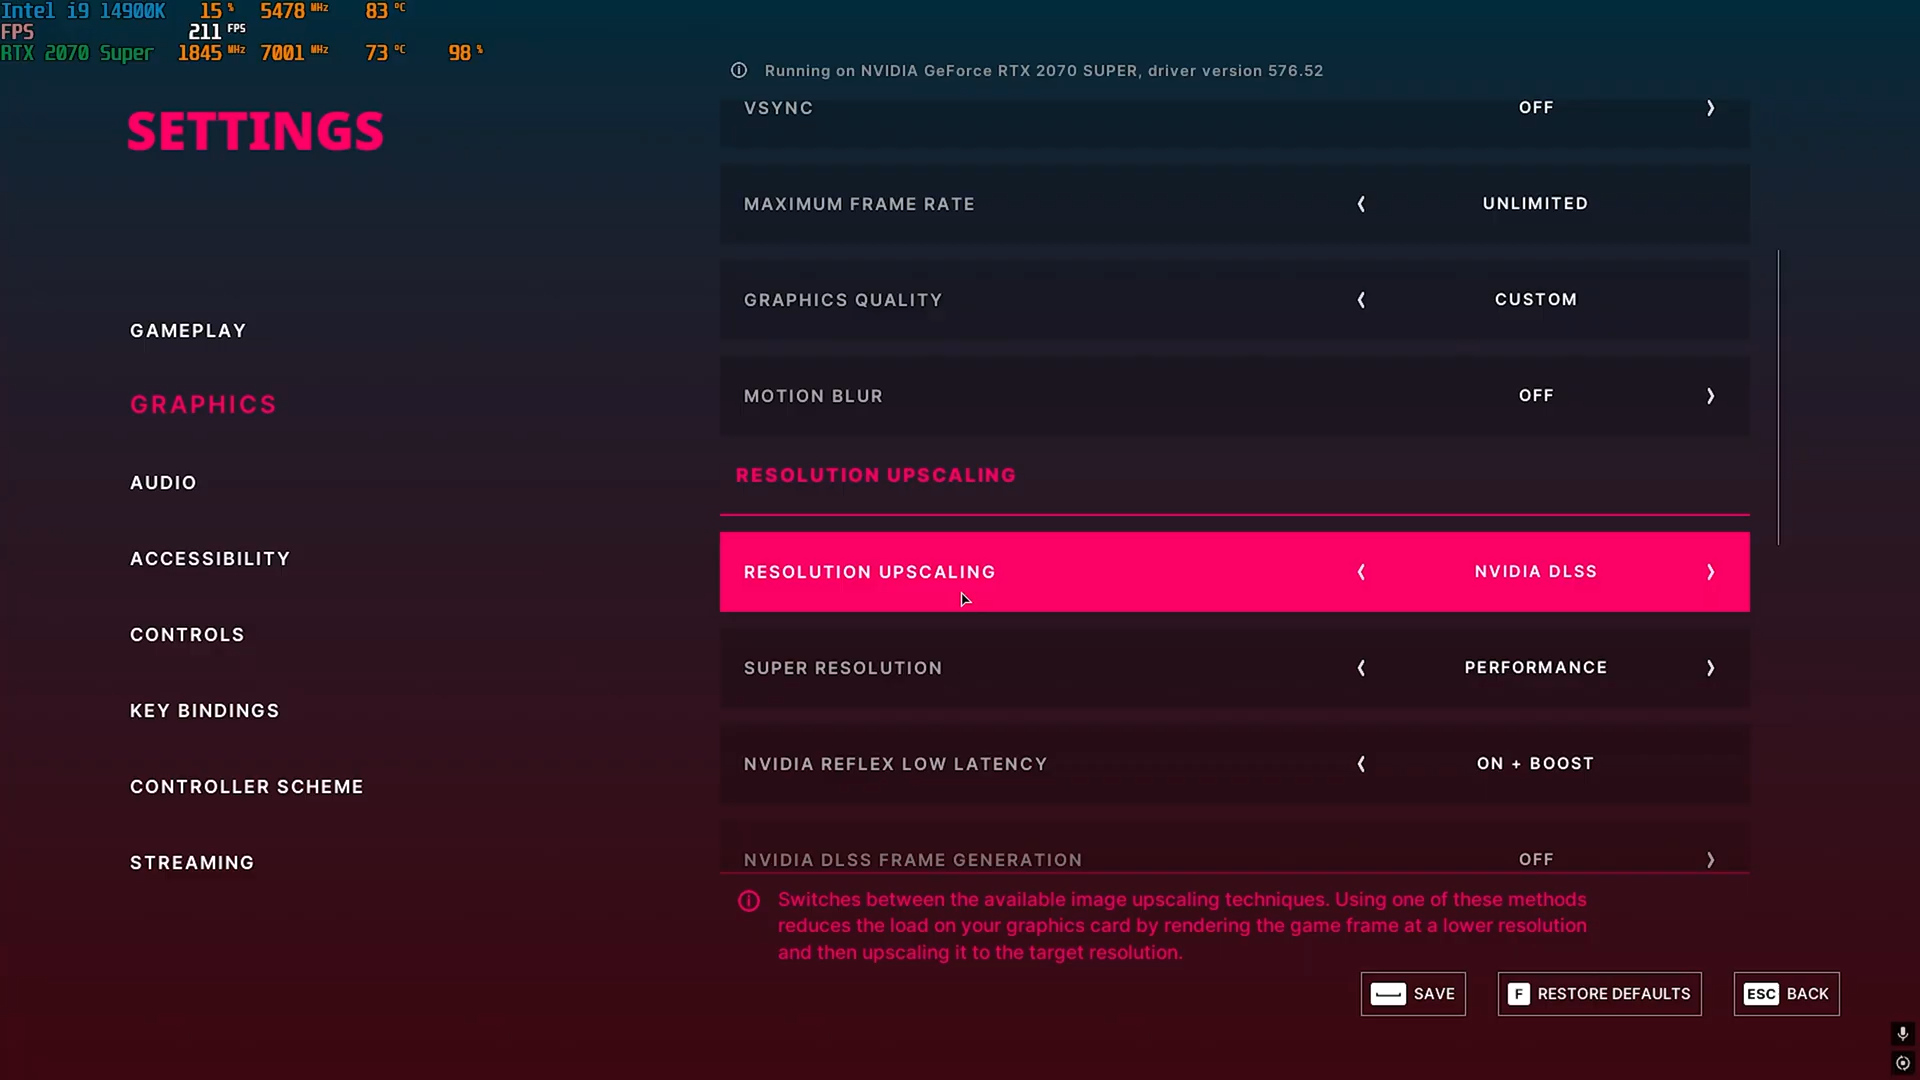 Intel i9 14900K 15 % 5478 MHz 83 °C
FPS 211 FPS
RTX 2070 Super 1845 MHz 7001 MHz 73 °C 98 %
Running on NVIDIA GeForce RTX 2070 SUPER, driver version 576.52
SETTINGS
GAMEPLAY
GRAPHICS
AUDIO
ACCESSIBILITY
CONTROLS
KEY BINDINGS
CONTROLLER SCHEME
STREAMING
VSYNC OFF
MAXIMUM FRAME RATE UNLIMITED
GRAPHICS QUALITY CUSTOM
MOTION BLUR OFF
RESOLUTION UPSCALING
RESOLUTION UPSCALING NVIDIA DLSS
SUPER RESOLUTION PERFORMANCE
NVIDIA REFLEX LOW LATENCY ON + BOOST
NVIDIA DLSS FRAME GENERATION OFF
Switches between the available image upscaling techniques. Using one of these methods
reduces the load on your graphics card by rendering the game frame at a lower resolution
and then upscaling it to the target resolution.
SAVE F RESTORE DEFAULTS ESC BACK